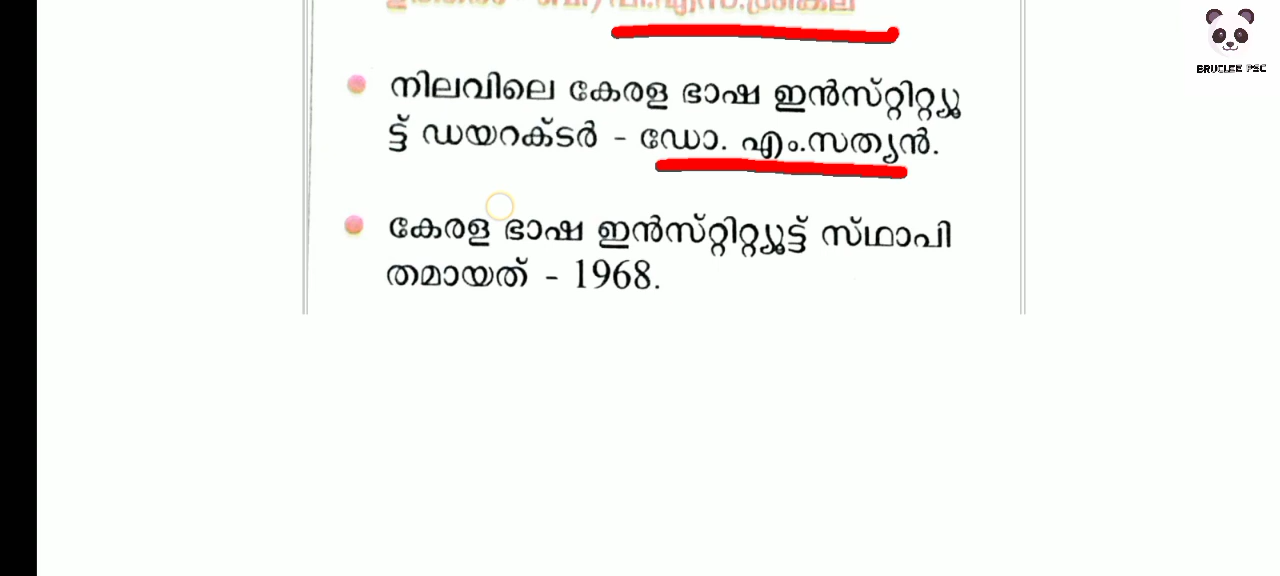 BRUCLEE PSC
നിലവിലെ കേരള ഭാഷ ഇൻസ്റ്റിറ്റ്യൂ
ട്ട് ഡയറക്ടർ - ഡോ. എം.സത്യൻ.
കേരള ഭാഷ ഇൻസ്റ്റിറ്റ്യൂട്ട് സ്ഥാപി
തമായത് - 1968.